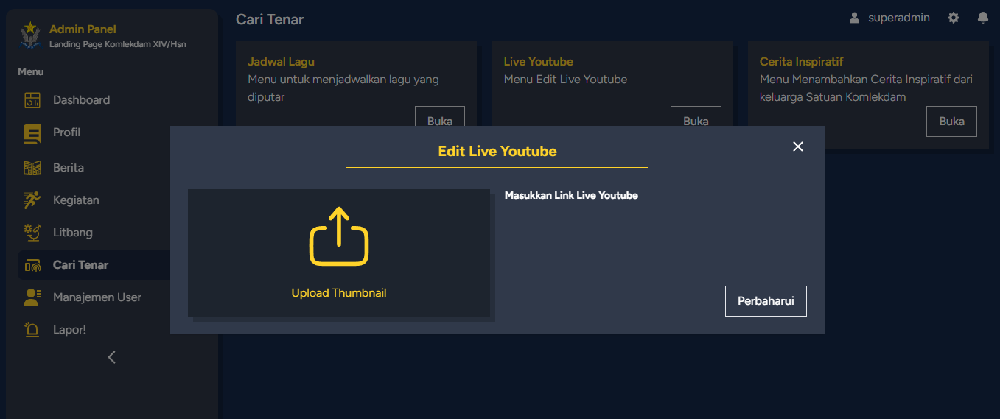 Admin Panel
Landing Page Komlekdam XIV/Hsn
Menu
Dashboard
Profil
Berita
Kegiatan
Litbang
Cari Tenar
Manajemen User
Lapor!
Cari Tenar
superadmin
Jadwal Lagu
Menu untuk menjadwalkan lagu yang
diputar
Buka
Live Youtube
Menu Edit Live Youtube
Buka
Cerita Inspiratif
Menu Menambahkan Cerita Inspiratif dari
keluarga Satuan Komlekdam
Buka
Edit Live Youtube
Upload Thumbnail
Masukkan Link Live Youtube
Perbaharui